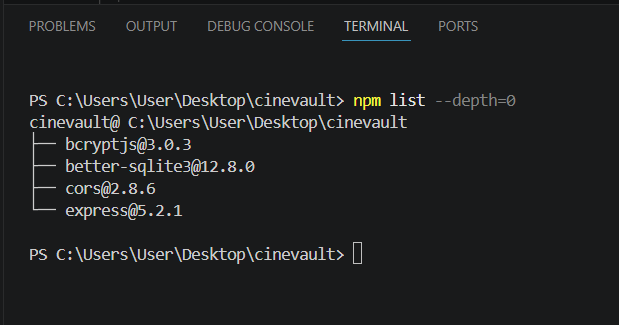 PROBLEMS OUTPUT DEBUG CONSOLE TERMINAL PORTS
PS C:\Users\User\Desktop\cinevault> npm list --depth=0
cinevault@ C:\Users\User\Desktop\cinevault
├── bcryptjs@3.0.3
├── better-sqlite3@12.8.0
├── cors@2.8.6
└── express@5.2.1
PS C:\Users\User\Desktop\cinevault>